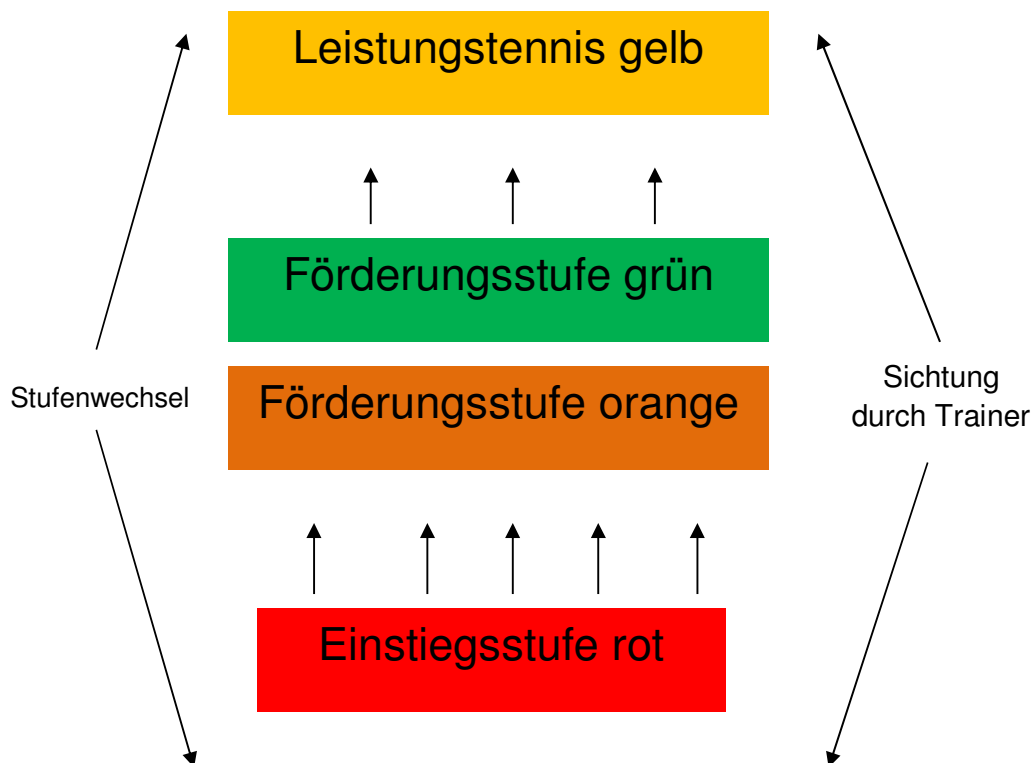 Leistungstennis gelb
Förderungsstufe grün
Stufenwechsel
Förderungsstufe orange
Sichtung
durch Trainer
Einstiegsstufe rot